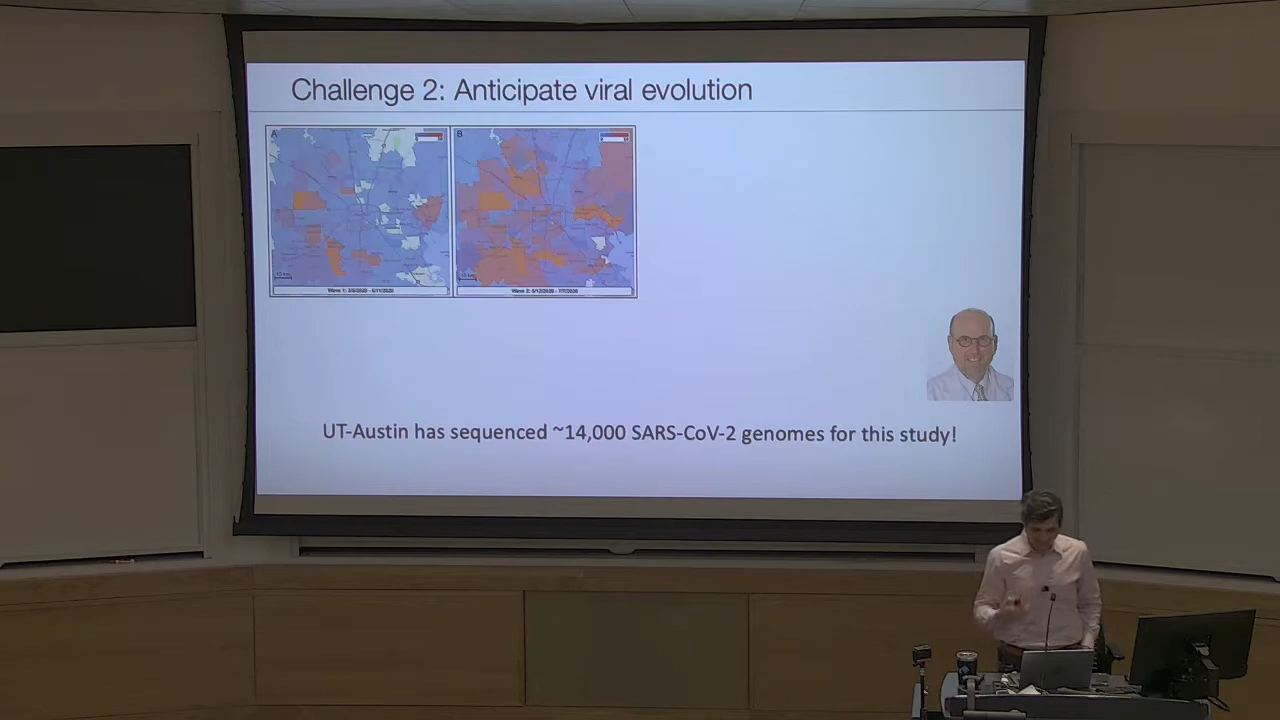 Challenge 2: Anticipate viral evolution
A
B
UT-Austin has sequenced ~14,000 SARS-CoV-2 genomes for this study!